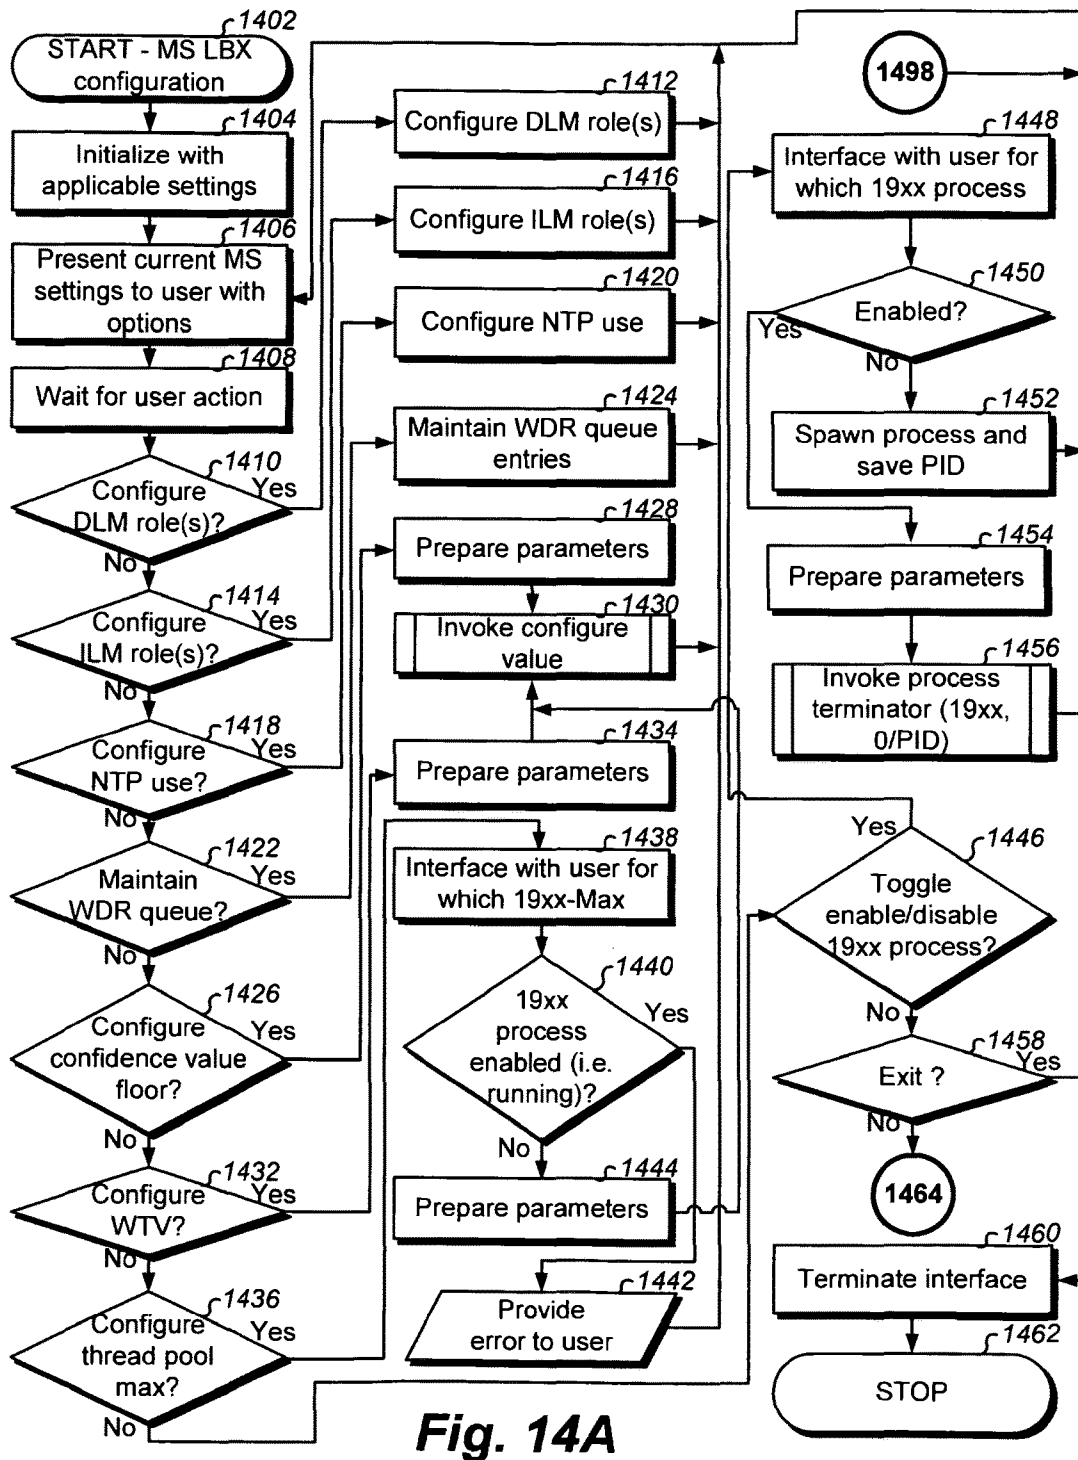 1402
START - MS LBX
configuration
1404
Initialize with
applicable settings
1406
Present current MS
settings to user with
options
1408
Wait for user action
1410
Configure
DLM role(s)?
Yes
No
1414
Configure
ILM role(s)?
Yes
No
1418
Configure
NTP use?
Yes
No
1422
Maintain
WDR queue?
Yes
No
1426
Configure
confidence value
floor?
Yes
No
1432
Configure
WTV?
Yes
No
1436
Configure
thread pool
max?
Yes
No
1412
Configure DLM role(s)
1416
Configure ILM role(s)
1420
Configure NTP use
1424
Maintain WDR queue
entries
1428
Prepare parameters
1430
Invoke configure
value
1434
Prepare parameters
1438
Interface with user for
which 19xx-Max
1440
19xx
process
enabled (i.e.
running)?
Yes
No
1444
Prepare parameters
1442
Provide
error to user
1498
1448
Interface with user for
which 19xx process
1450
Enabled?
Yes
No
1452
Spawn process and
save PID
1454
Prepare parameters
1456
Invoke process
terminator (19xx,
0/PID)
Yes
1446
Toggle
enable/disable
19xx process?
No
1458
Exit ?
Yes
No
1464
1460
Terminate interface
1462
STOP
Fig. 14A